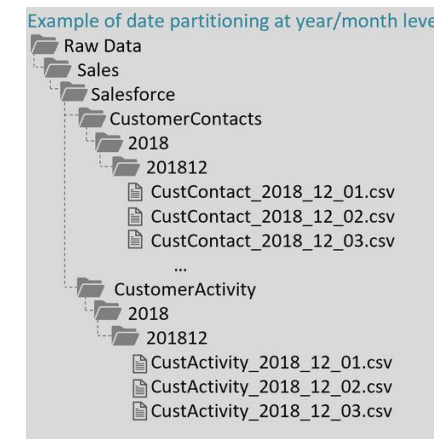 Example of date partitioning at year/month leve
Raw Data
Sales
Salesforce
CustomerContacts
2018
201812
CustContact_2018_12_01.csv
CustContact_2018_12_02.csv
CustContact_2018_12_03.csv
...
CustomerActivity
2018
201812
CustActivity_2018_12_01.csv
CustActivity_2018_12_02.csv
CustActivity_2018_12_03.csv